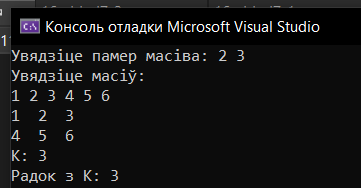 Консоль отладки Microsoft Visual Studio
Увядзіце памер масіва: 2 3
Увядзіце масіў:
1 2 3 4 5 6
1 2 3
4 5 6
К: 3
Радок з К: 3